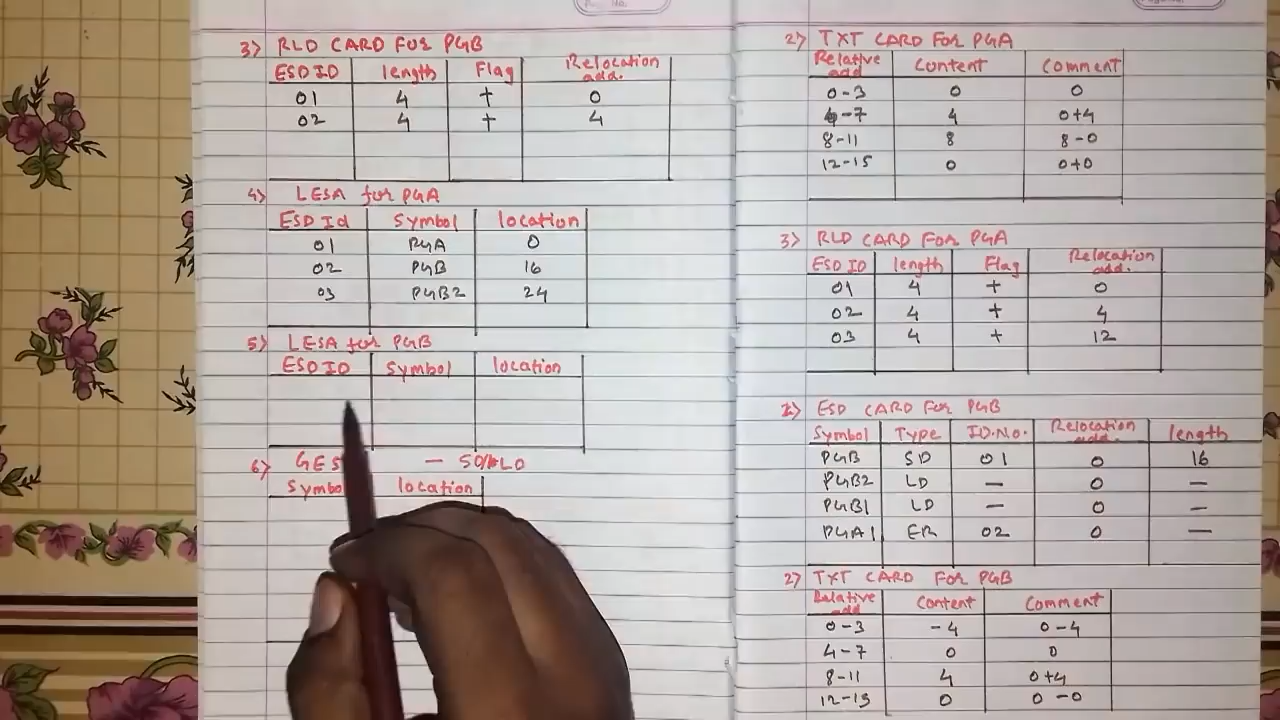 3) RLD CARD FOR PGB
ESD ID length Flag Relocation add.
01 4 + 0
02 4 + 4
4) LESA for PGA
ESD Id Symbol location
01 PGA 0
02 PGB 16
03 PGB2 24
5) LESA for PGB
ESD ID Symbol location
6) GES — SD/LD
Symbol location
2) TXT CARD FOR PGA
Relative add Content Comment
0-3 0 0
4-7 4 0+4
8-11 8 8-0
12-15 0 0+0
3) RLD CARD FOR PGA
ESD ID length Flag Relocation add.
01 4 + 0
02 4 + 4
03 4 + 12
ESD CARD FOR PGB
Symbol TYPE ID.No. Relocation add. length
PGB SD 01 0 16
PGB2 LD — 0 —
PGB1 LD — 0 —
PGA1 ER 02 0 —
2) TXT CARD FOR PGB
Relative add Content Comment
0-3 -4 0-4
4-7 0 0
8-11 4 0+4
12-15 0 0-0